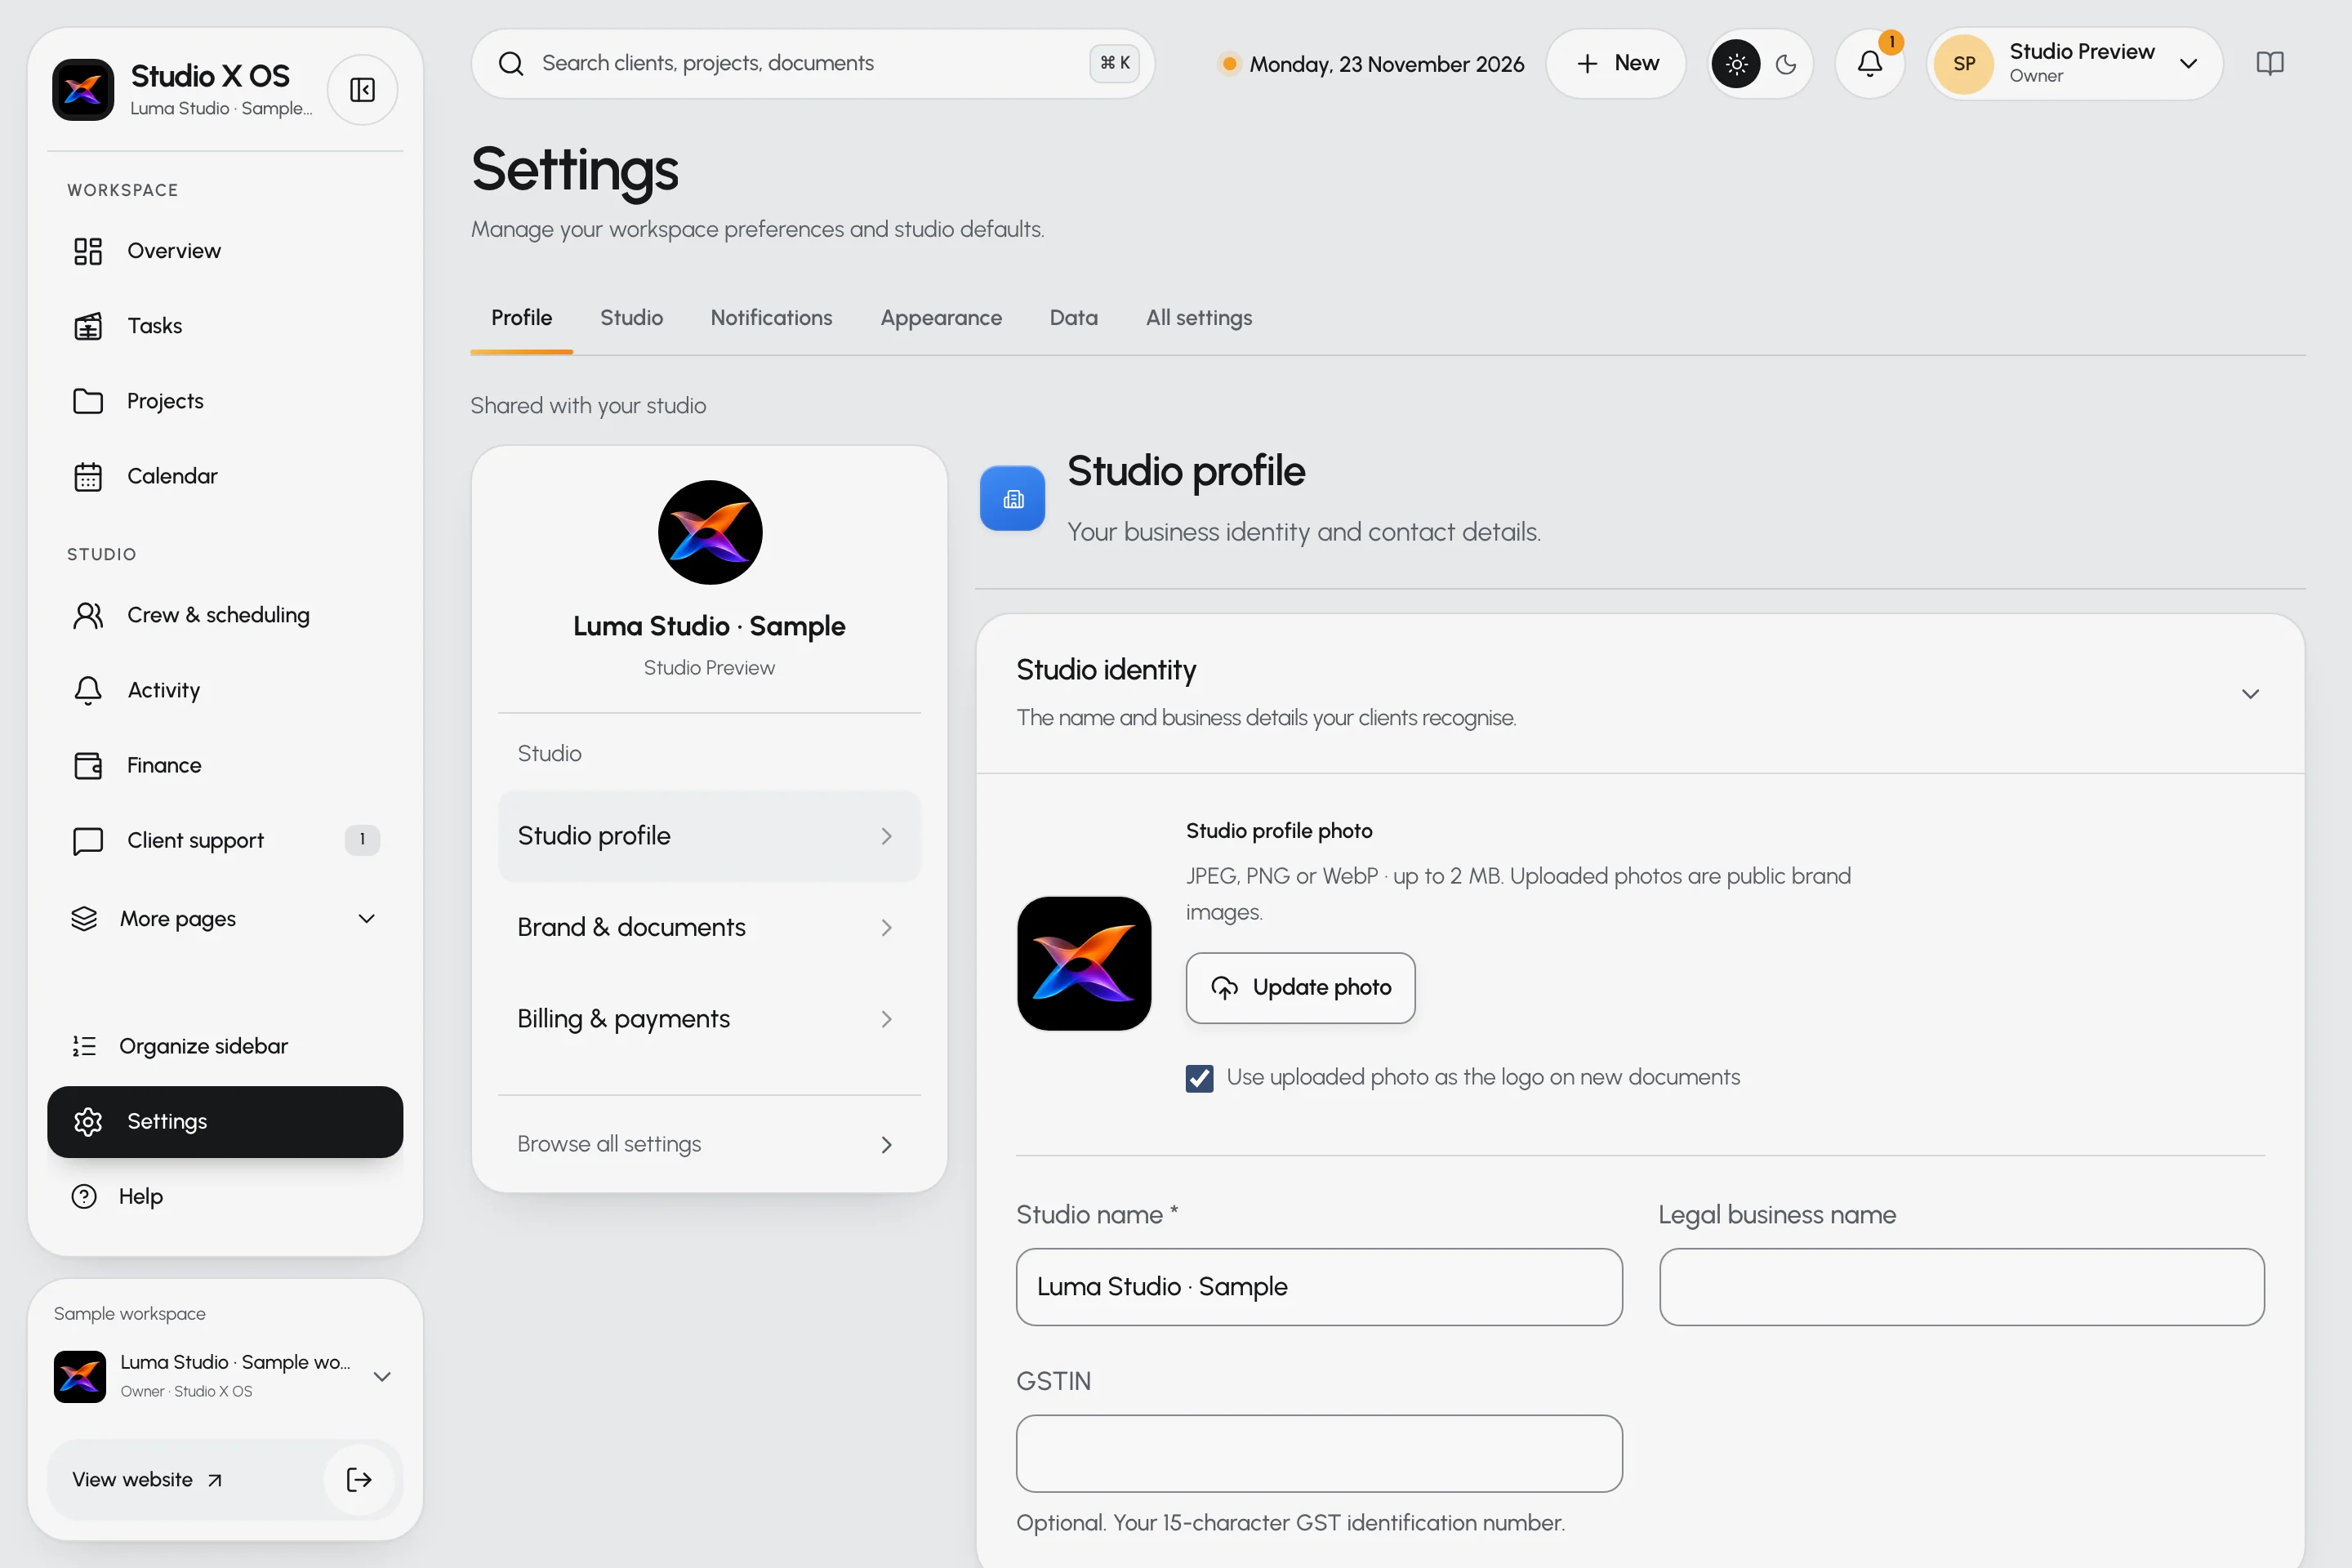 Studio X OS
Luma Studio · Sample...
WORKSPACE
Overview
Tasks
Projects
Calendar
STUDIO
Crew & scheduling
Activity
Finance
Client support
1
More pages
Organize sidebar
Settings
Help
Sample workspace
Luma Studio · Sample wo...
Owner · Studio X OS
View website
Search clients, projects, documents
⌘ K
Monday, 23 November 2026
New
1
SP
Studio Preview
Owner
Settings
Manage your workspace preferences and studio defaults.
Profile
Studio
Notifications
Appearance
Data
All settings
Shared with your studio
Luma Studio · Sample
Studio Preview
Studio
Studio profile
Brand & documents
Billing & payments
Browse all settings
Studio profile
Your business identity and contact details.
Studio identity
The name and business details your clients recognise.
Studio profile photo
JPEG, PNG or WebP · up to 2 MB. Uploaded photos are public brand
images.
Update photo
Use uploaded photo as the logo on new documents
Studio name *
Legal business name
Luma Studio · Sample
GSTIN
Optional. Your 15-character GST identification number.